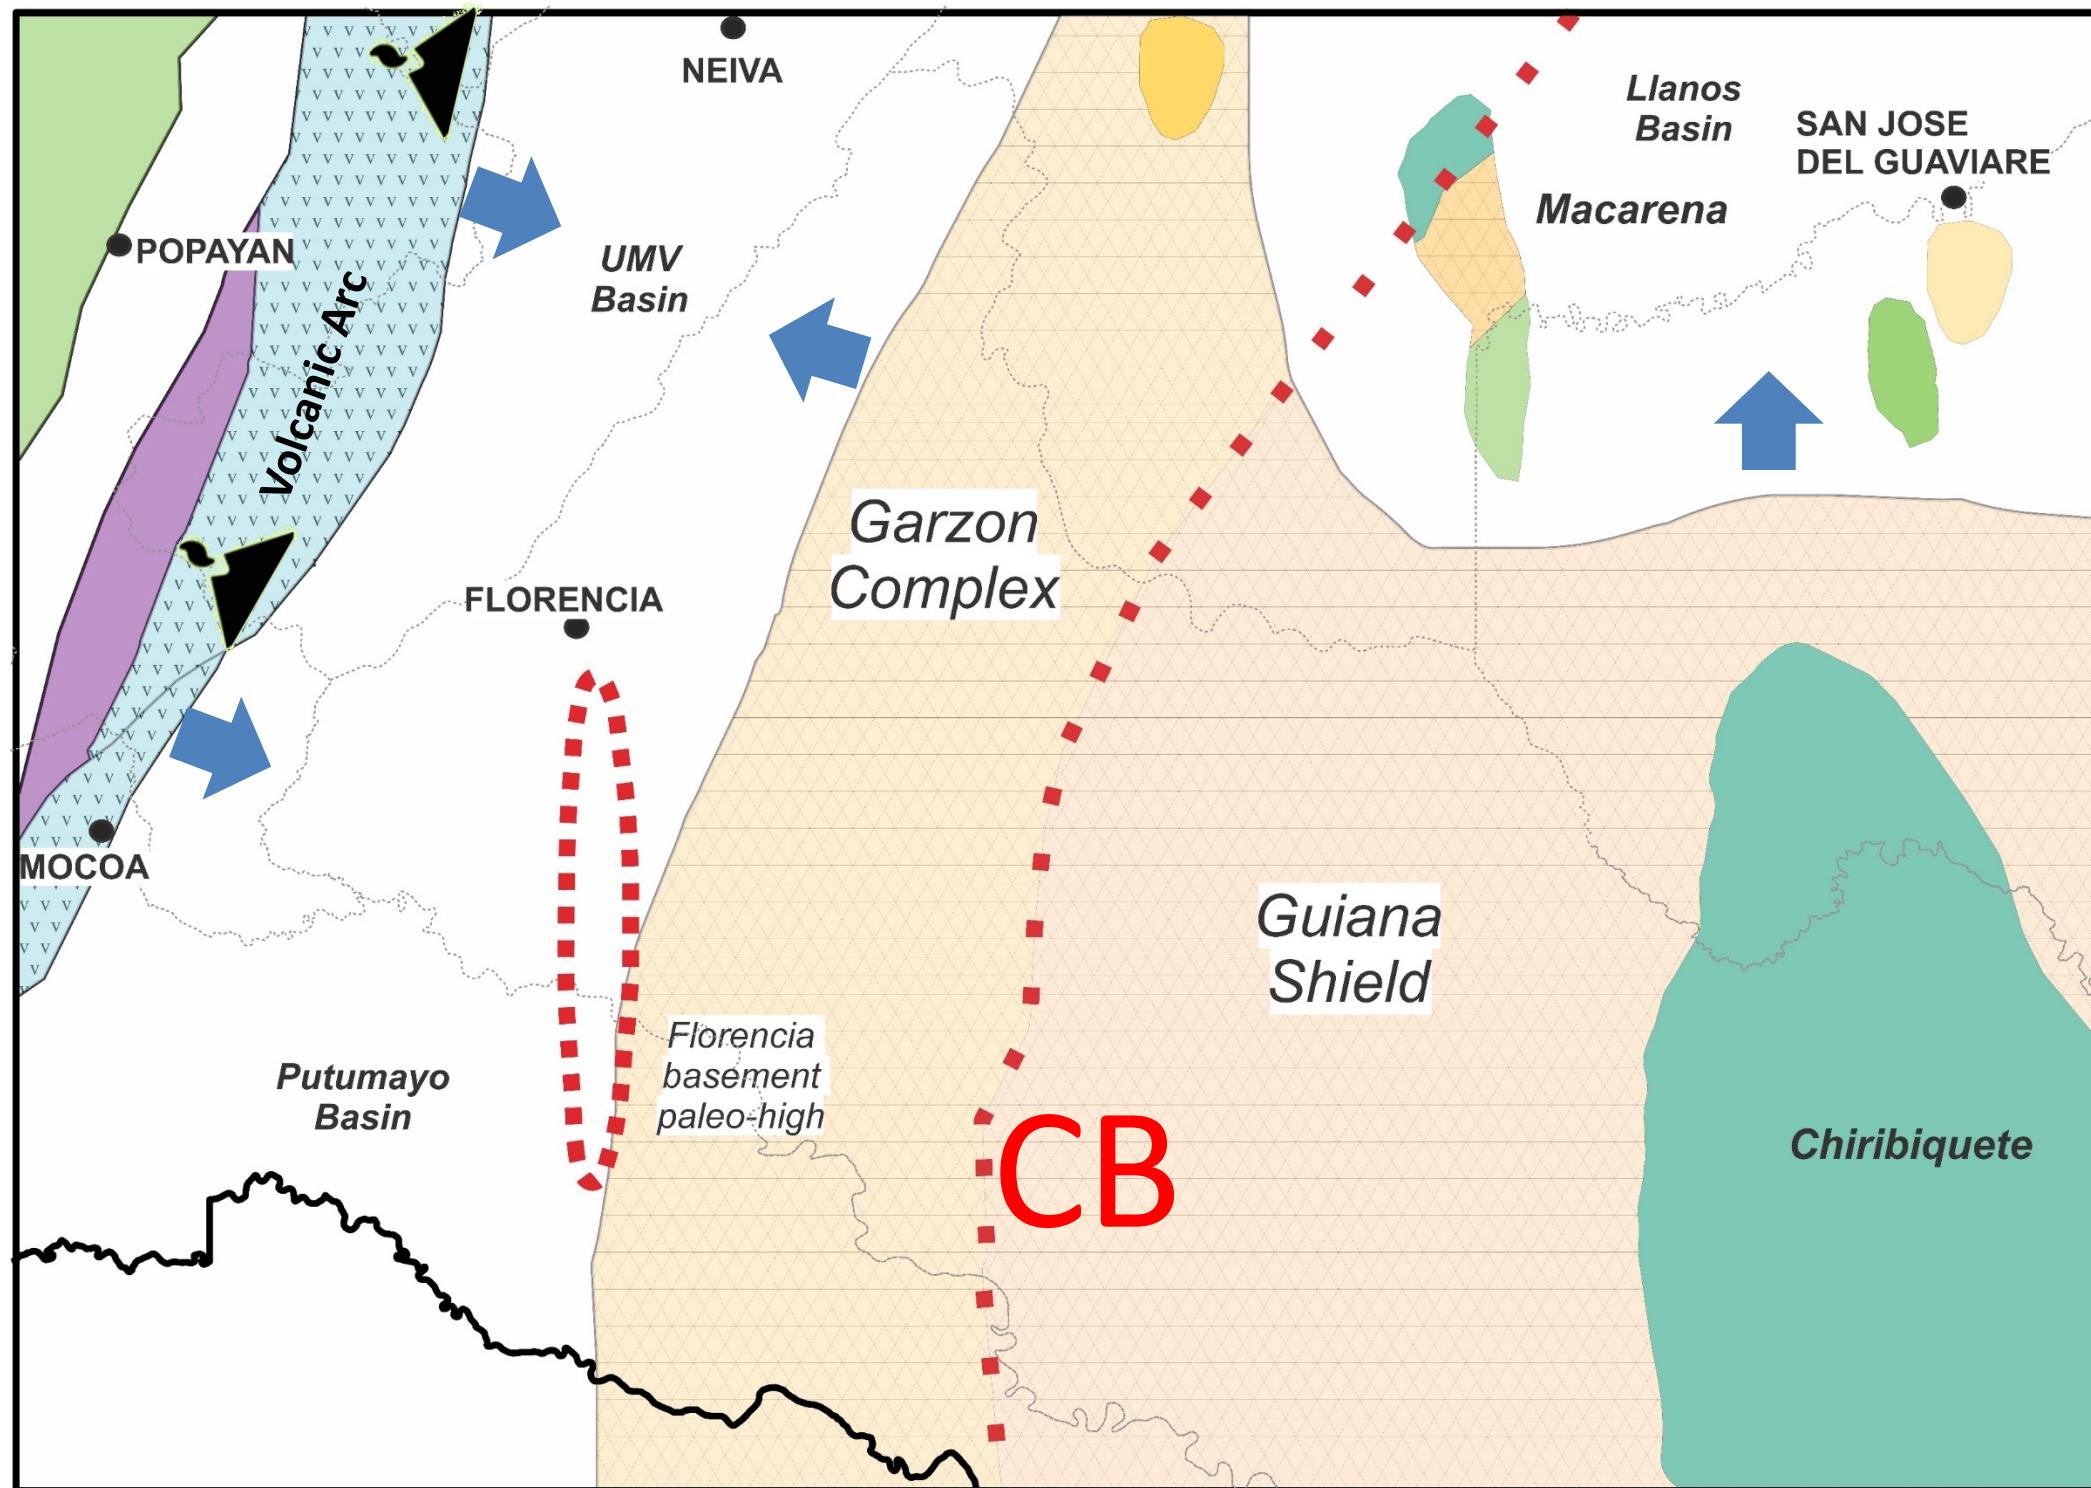 NEIVA
Llanos
Basin
SAN JOSE
DEL GUAVIARE
Macarena
POPAYAN
UMV
Basin
Volcanic Arc
Garzon
Complex
FLORENCIA
MOCOA
Guiana
Shield
Florencia
basement
paleo-high
Putumayo
Basin
CB
Chiribiquete